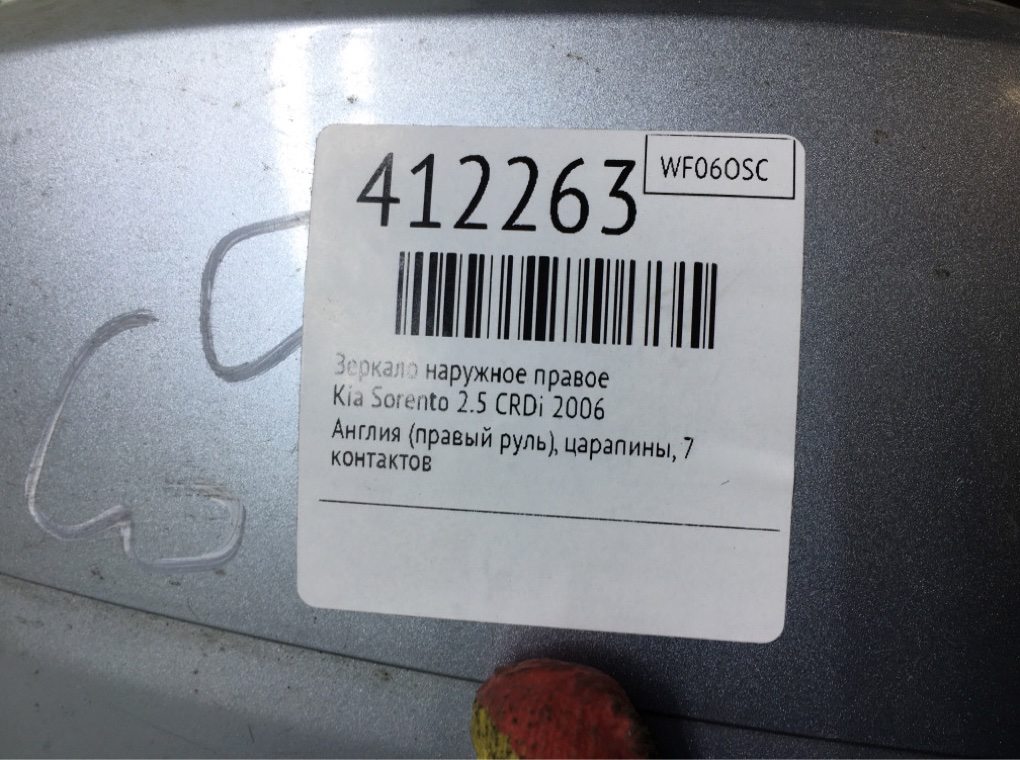 412263
WF06OSC
Зеркало наружное правое
Kia Sorento 2.5 CRDi 2006
Англия (правый руль), царапины, 7
контактов